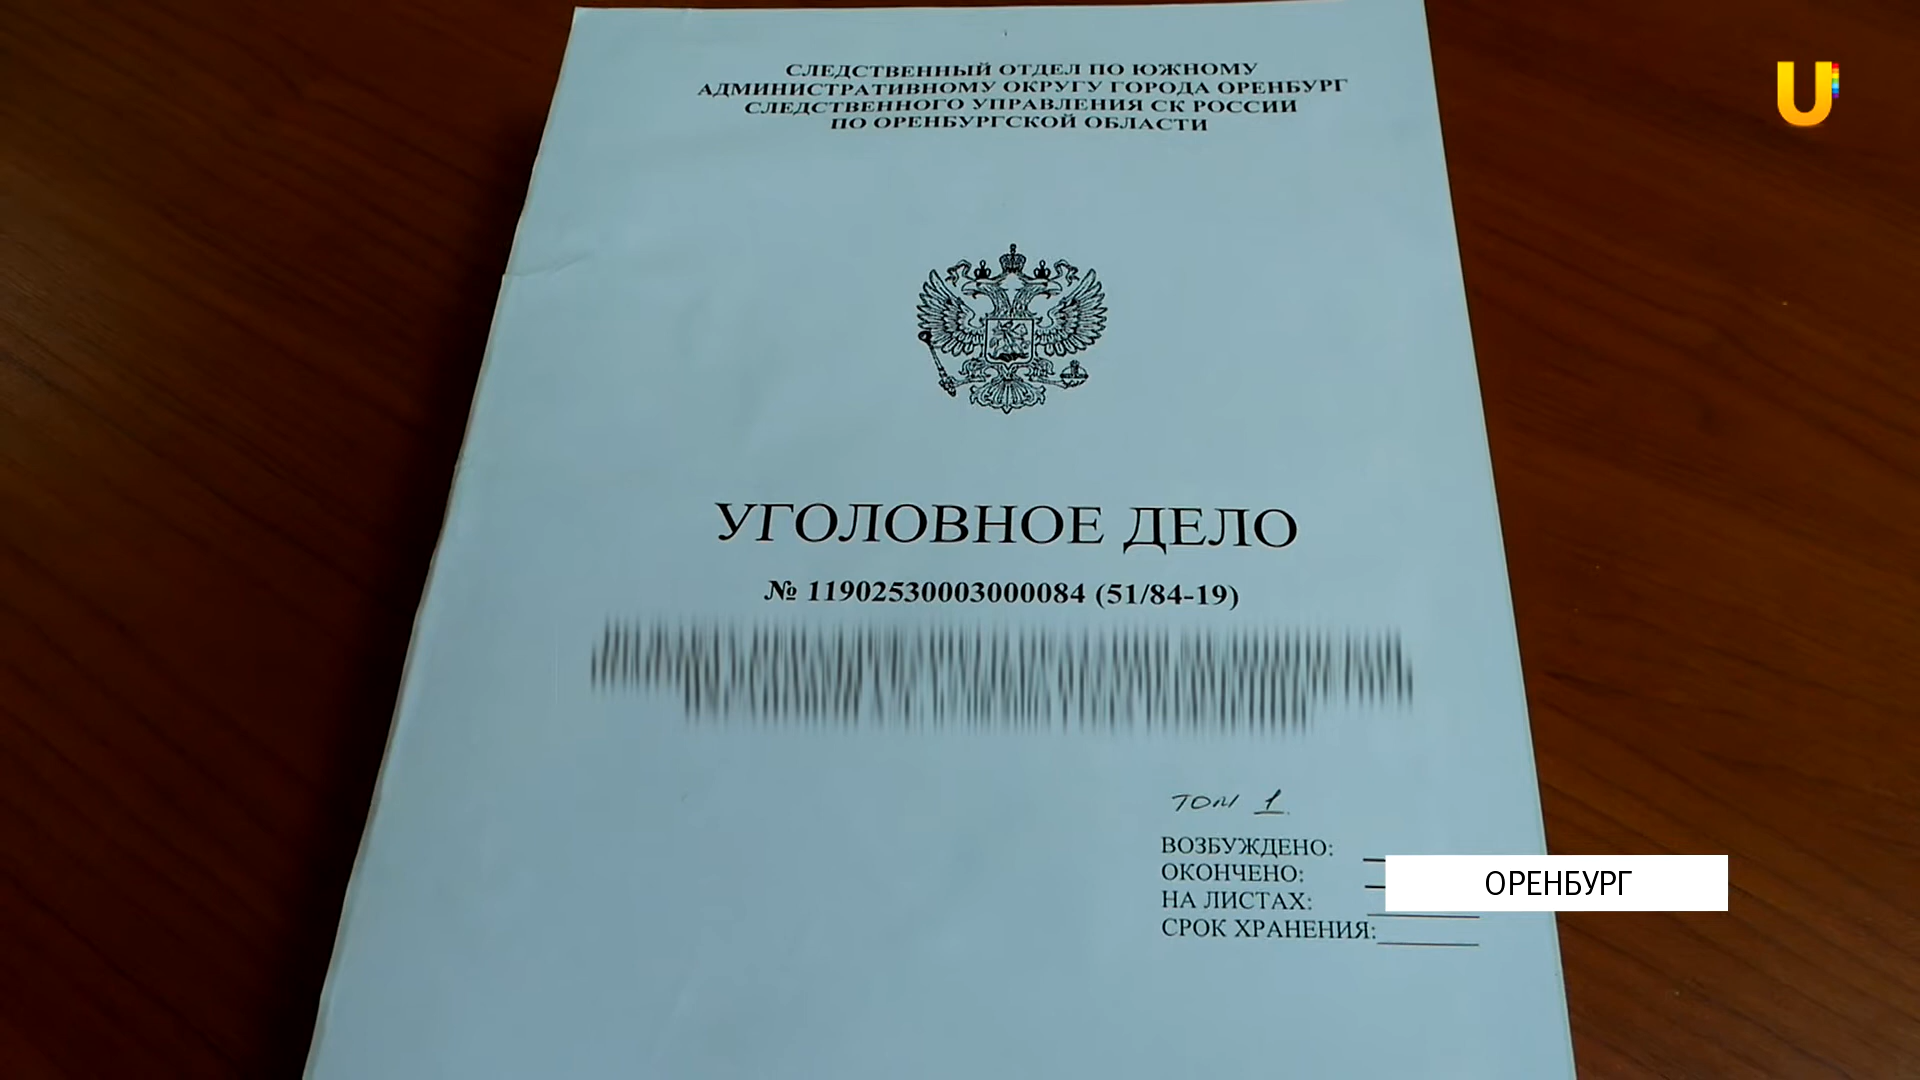 СЛЕДСТВЕННЫЙ ОТДЕЛ ПО ЮЖНОМУ
АДМИНИСТРАТИВНОМУ ОКРУГУ ГОРОДА ОРЕНБУРГ
СЛЕДСТВЕННОГО УПРАВЛЕНИЯ СК РОССИИ
ПО ОРЕНБУРГСКОЙ ОБЛАСТИ
U
УГОЛОВНОЕ ДЕЛО
№ 11902530003000084 (51/84-19)
том 1.
ВОЗБУЖДЕНО:
ОКОНЧЕНО:
НА ЛИСТАХ:
СРОК ХРАНЕНИЯ:
ОРЕНБУРГ